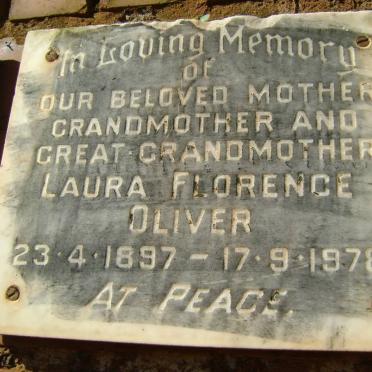 In Loving Memory
of
OUR BELOVED MOTHER
GRANDMOTHER AND
GREAT-GRANDMOTHER
LAURA FLORENCE
OLIVER
23·4·1897 – 17·9·1978
AT PEACE.